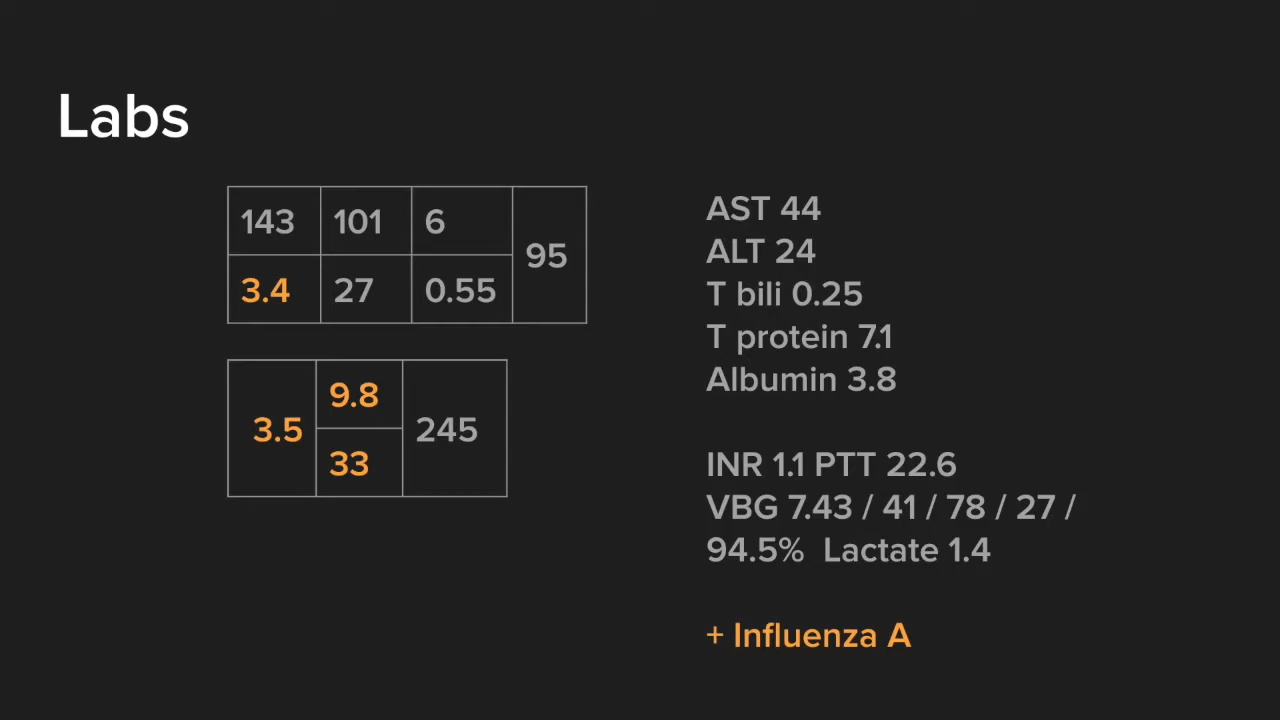 Labs
143 101 6 95
3.4 27 0.55
3.5 9.8 245
33
AST 44
ALT 24
T bili 0.25
T protein 7.1
Albumin 3.8
INR 1.1 PTT 22.6
VBG 7.43 / 41 / 78 / 27 /
94.5% Lactate 1.4
+ Influenza A